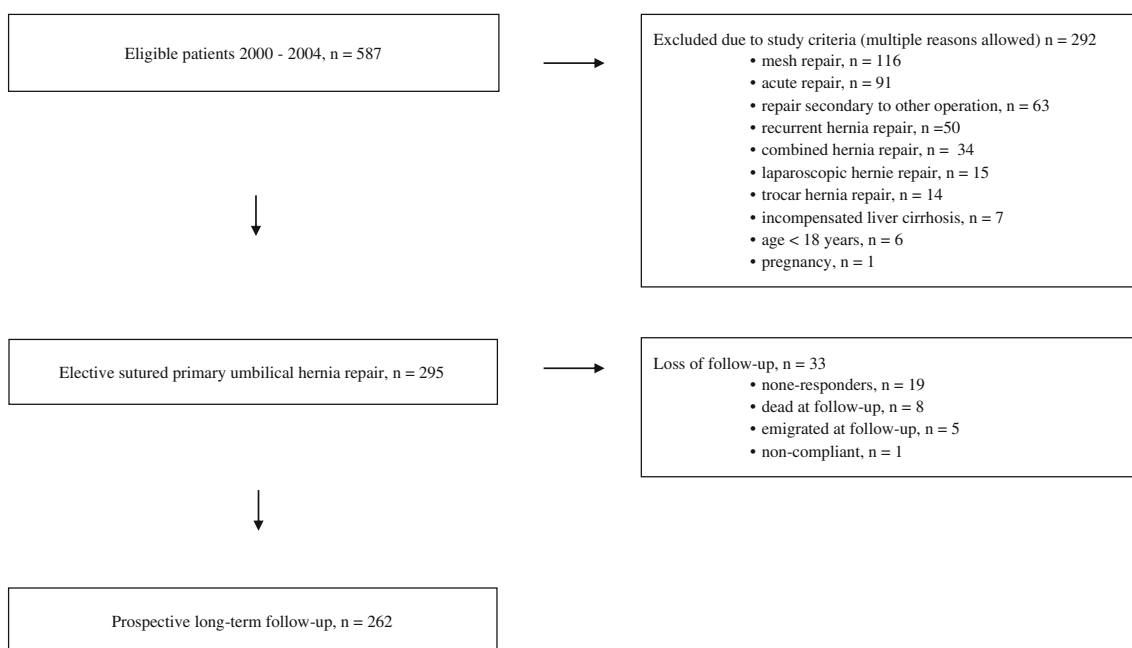 Eligible patients 2000 - 2004, n = 587
Excluded due to study criteria (multiple reasons allowed) n = 292
• mesh repair, n = 116
• acute repair, n = 91
• repair secondary to other operation, n = 63
• recurrent hernia repair, n =50
• combined hernia repair, n = 34
• laparoscopic hernie repair, n = 15
• trocar hernia repair, n = 14
• incompensated liver cirrhosis, n = 7
• age < 18 years, n = 6
• pregnancy, n = 1
Elective sutured primary umbilical hernia repair, n = 295
Loss of follow-up, n = 33
• none-responders, n = 19
• dead at follow-up, n = 8
• emigrated at follow-up, n = 5
• non-compliant, n = 1
Prospective long-term follow-up, n = 262